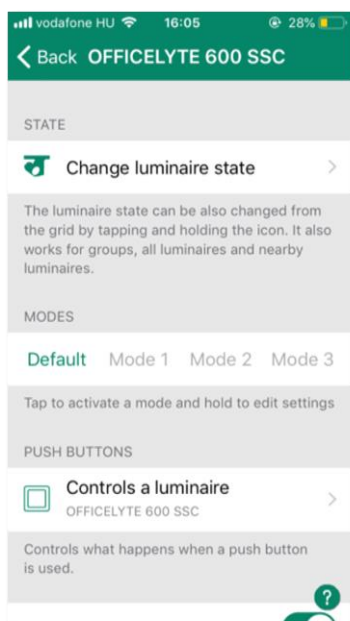 vodafone HU 16:05 28%
Back OFFICELYTE 600 SSC
STATE
Change luminaire state
The luminaire state can be also changed from
the grid by tapping and holding the icon. It also
works for groups, all luminaires and nearby
luminaires.
MODES
Default Mode 1 Mode 2 Mode 3
Tap to activate a mode and hold to edit settings
PUSH BUTTONS
Controls a luminaire
OFFICELYTE 600 SSC
Controls what happens when a push button
is used.
?